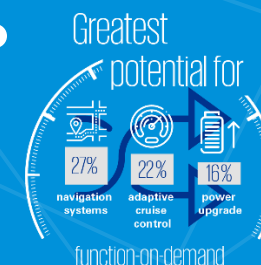 Greatest
potential for
27% 22% 16%
navigation adaptive power
systems cruise upgrade
control
function-on-demand